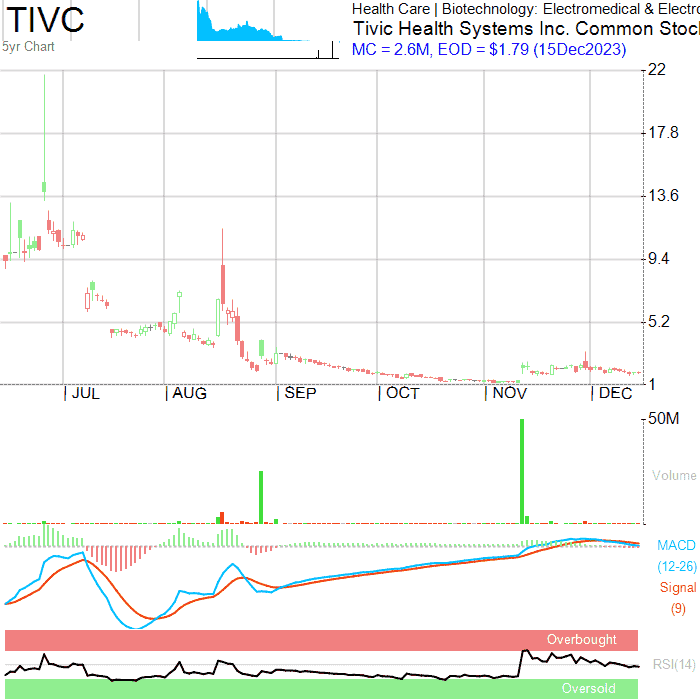 TIVC
5yr Chart
Health Care | Biotechnology: Electromedical & Electro
Tivic Health Systems Inc. Common Stoc
MC = 2.6M, EOD = $1.79 (15Dec2023)
22
17.8
13.6
9.4
5.2
1
JUL AUG SEP OCT NOV DEC
50M
Volume
MACD
(12-26)
Signal
(9)
Overbought
RSI(14)
Oversold